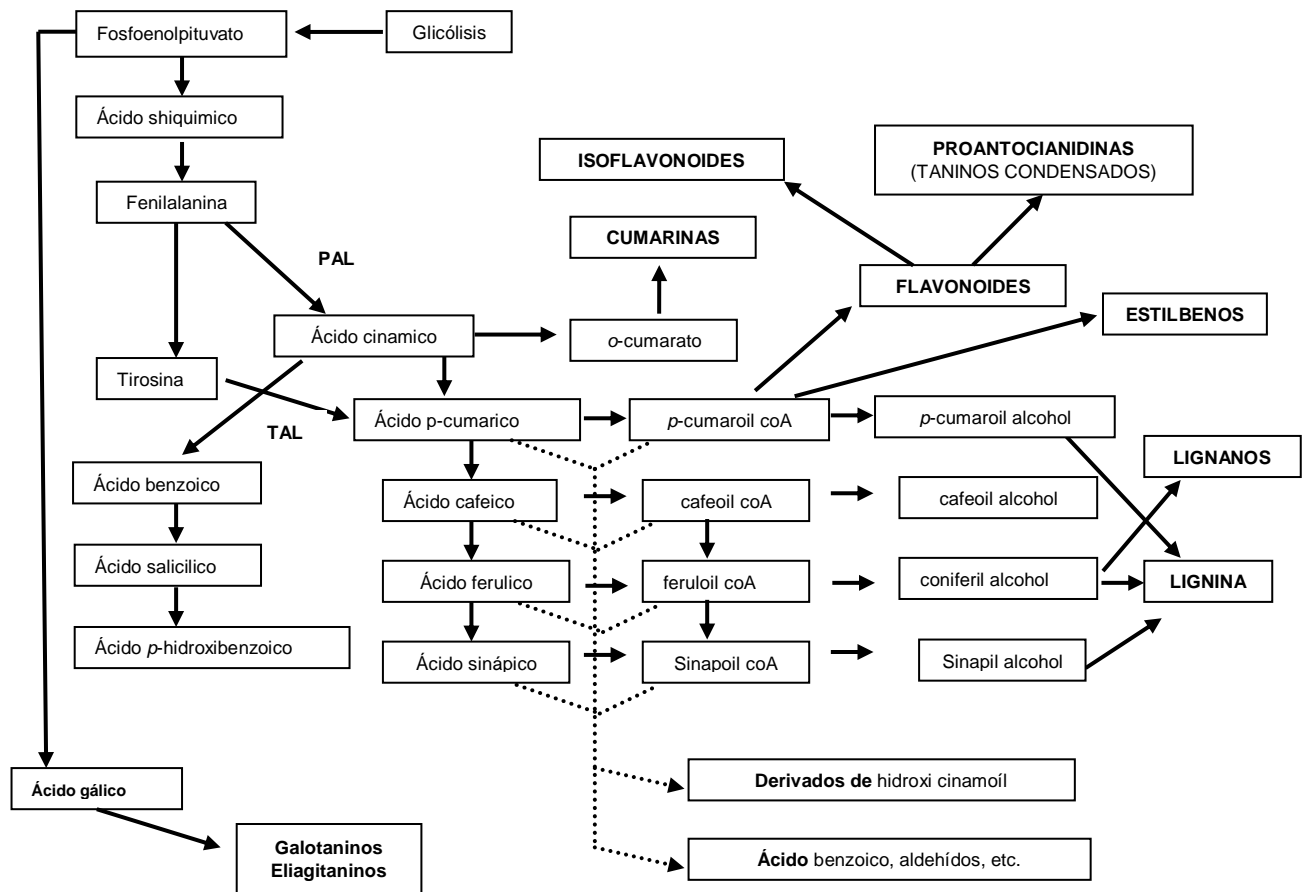 Fosfoenolpituvato
Glicólisis
Ácido shiquimico
ISOFLAVONOIDES
PROANTOCIANIDINAS
(TANINOS CONDENSADOS)
Fenilalanina
CUMARINAS
PAL
FLAVONOIDES
ESTILBENOS
Ácido cinamico
o-cumarato
Tirosina
Ácido p-cumarico
p-cumaroil coA
p-cumaroil alcohol
TAL
LIGNANOS
Ácido benzoico
Ácido cafeico
cafeoil coA
cafeoil alcohol
Ácido salicilico
Ácido ferulico
feruloil coA
coniferil alcohol
LIGNINA
Ácido p-hidroxibenzoico
Ácido sinápico
Sinapoil coA
Sinapil alcohol
Ácido gálico
Derivados de hidroxi cinamoíl
Galotaninos
Eliagitaninos
Ácido benzoico, aldehídos, etc.